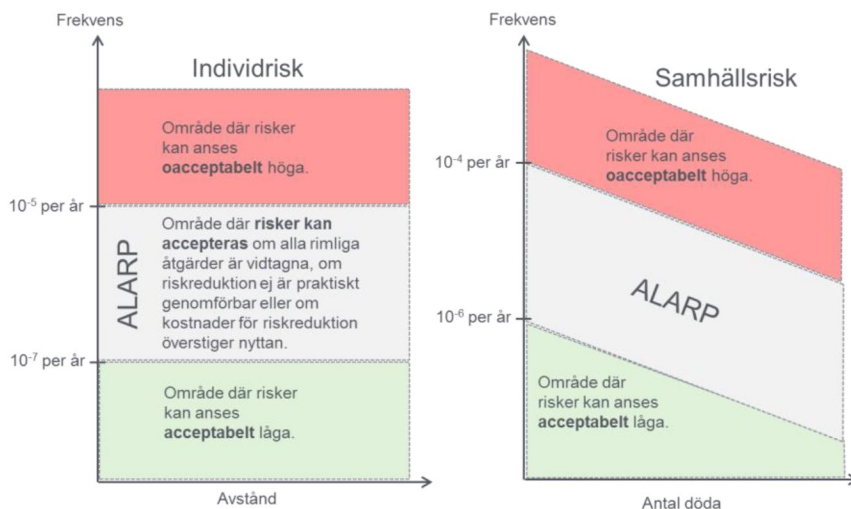 Frekvens
Individrisk
Område där risker
kan anses
oacceptabelt höga.
10⁻⁵ per år
ALARP
Område där risker kan
accepteras om alla rimliga
åtgärder är vidtagna, om
riskreduktion ej är praktiskt
genomförbar eller om
kostnader för riskreduktion
överstiger nyttan.
10⁻⁷ per år
Område där risker
kan anses
acceptabelt låga.
Avstånd
Frekvens
Samhällsrisk
Område där
risker kan anses
oacceptabelt höga.
10⁻⁴ per år
ALARP
10⁻⁶ per år
Område där
risker kan anses
acceptabelt låga.
Antal döda